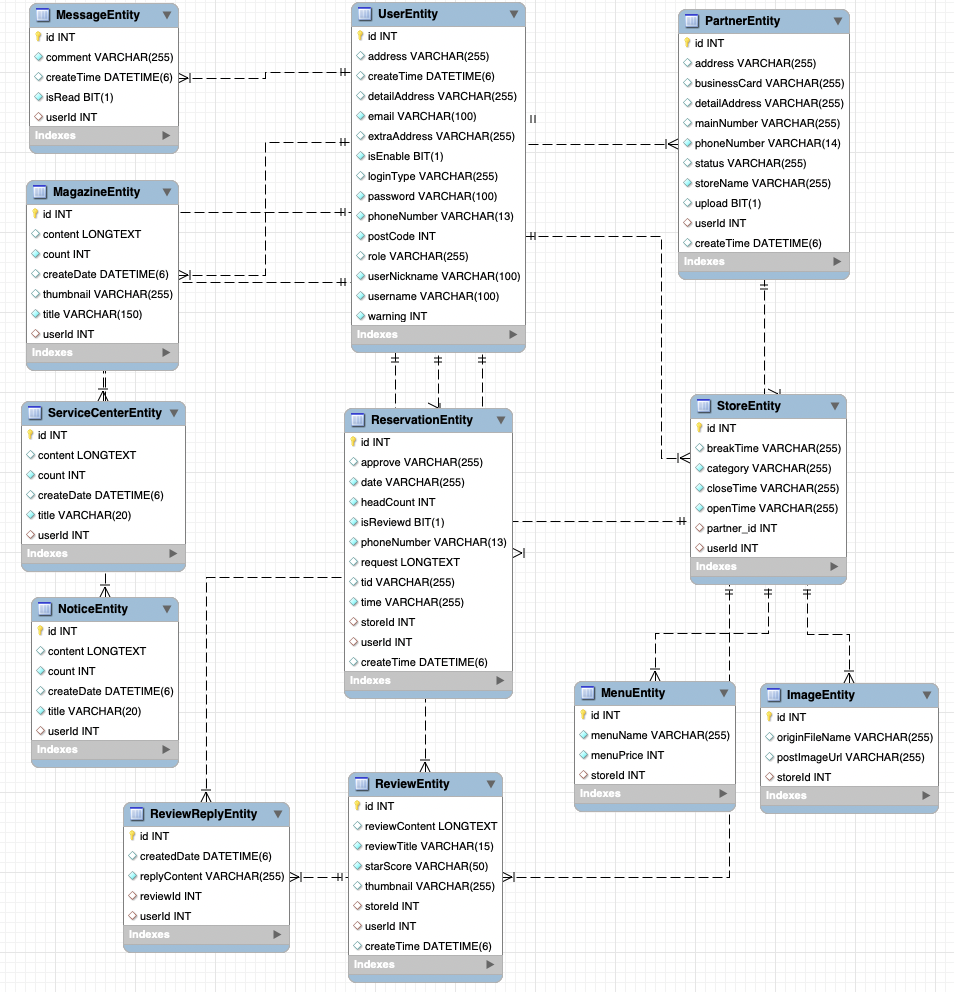 MessageEntity
id INT
comment VARCHAR(255)
createTime DATETIME(6)
isRead BIT(1)
userId INT
Indexes
UserEntity
id INT
address VARCHAR(255)
createTime DATETIME(6)
detailAddress VARCHAR(255)
email VARCHAR(100)
extraAddress VARCHAR(255)
isEnable BIT(1)
loginType VARCHAR(255)
password VARCHAR(100)
phoneNumber VARCHAR(13)
postCode INT
role VARCHAR(255)
userNickname VARCHAR(100)
username VARCHAR(100)
warning INT
Indexes
PartnerEntity
id INT
address VARCHAR(255)
businessCard VARCHAR(255)
detailAddress VARCHAR(255)
mainNumber VARCHAR(255)
phoneNumber VARCHAR(14)
status VARCHAR(255)
storeName VARCHAR(255)
upload BIT(1)
userId INT
createTime DATETIME(6)
Indexes
MagazineEntity
id INT
content LONGTEXT
count INT
createDate DATETIME(6)
thumbnail VARCHAR(255)
title VARCHAR(150)
userId INT
Indexes
ServiceCenterEntity
id INT
content LONGTEXT
count INT
createDate DATETIME(6)
title VARCHAR(20)
userId INT
Indexes
ReservationEntity
id INT
approve VARCHAR(255)
date VARCHAR(255)
headCount INT
isReviewd BIT(1)
phoneNumber VARCHAR(13)
request LONGTEXT
tid VARCHAR(255)
time VARCHAR(255)
storeId INT
userId INT
createTime DATETIME(6)
Indexes
StoreEntity
id INT
breakTime VARCHAR(255)
category VARCHAR(255)
closeTime VARCHAR(255)
openTime VARCHAR(255)
partner_id INT
userId INT
Indexes
NoticeEntity
id INT
content LONGTEXT
count INT
createDate DATETIME(6)
title VARCHAR(20)
userId INT
Indexes
MenuEntity
id INT
menuName VARCHAR(255)
menuPrice INT
storeId INT
Indexes
ImageEntity
id INT
originFileName VARCHAR(255)
postImageUrl VARCHAR(255)
storeId INT
Indexes
ReviewReplyEntity
id INT
createdDate DATETIME(6)
replyContent VARCHAR(255)
reviewId INT
userId INT
Indexes
ReviewEntity
id INT
reviewContent LONGTEXT
reviewTitle VARCHAR(15)
starScore VARCHAR(50)
thumbnail VARCHAR(255)
storeId INT
userId INT
createTime DATETIME(6)
Indexes